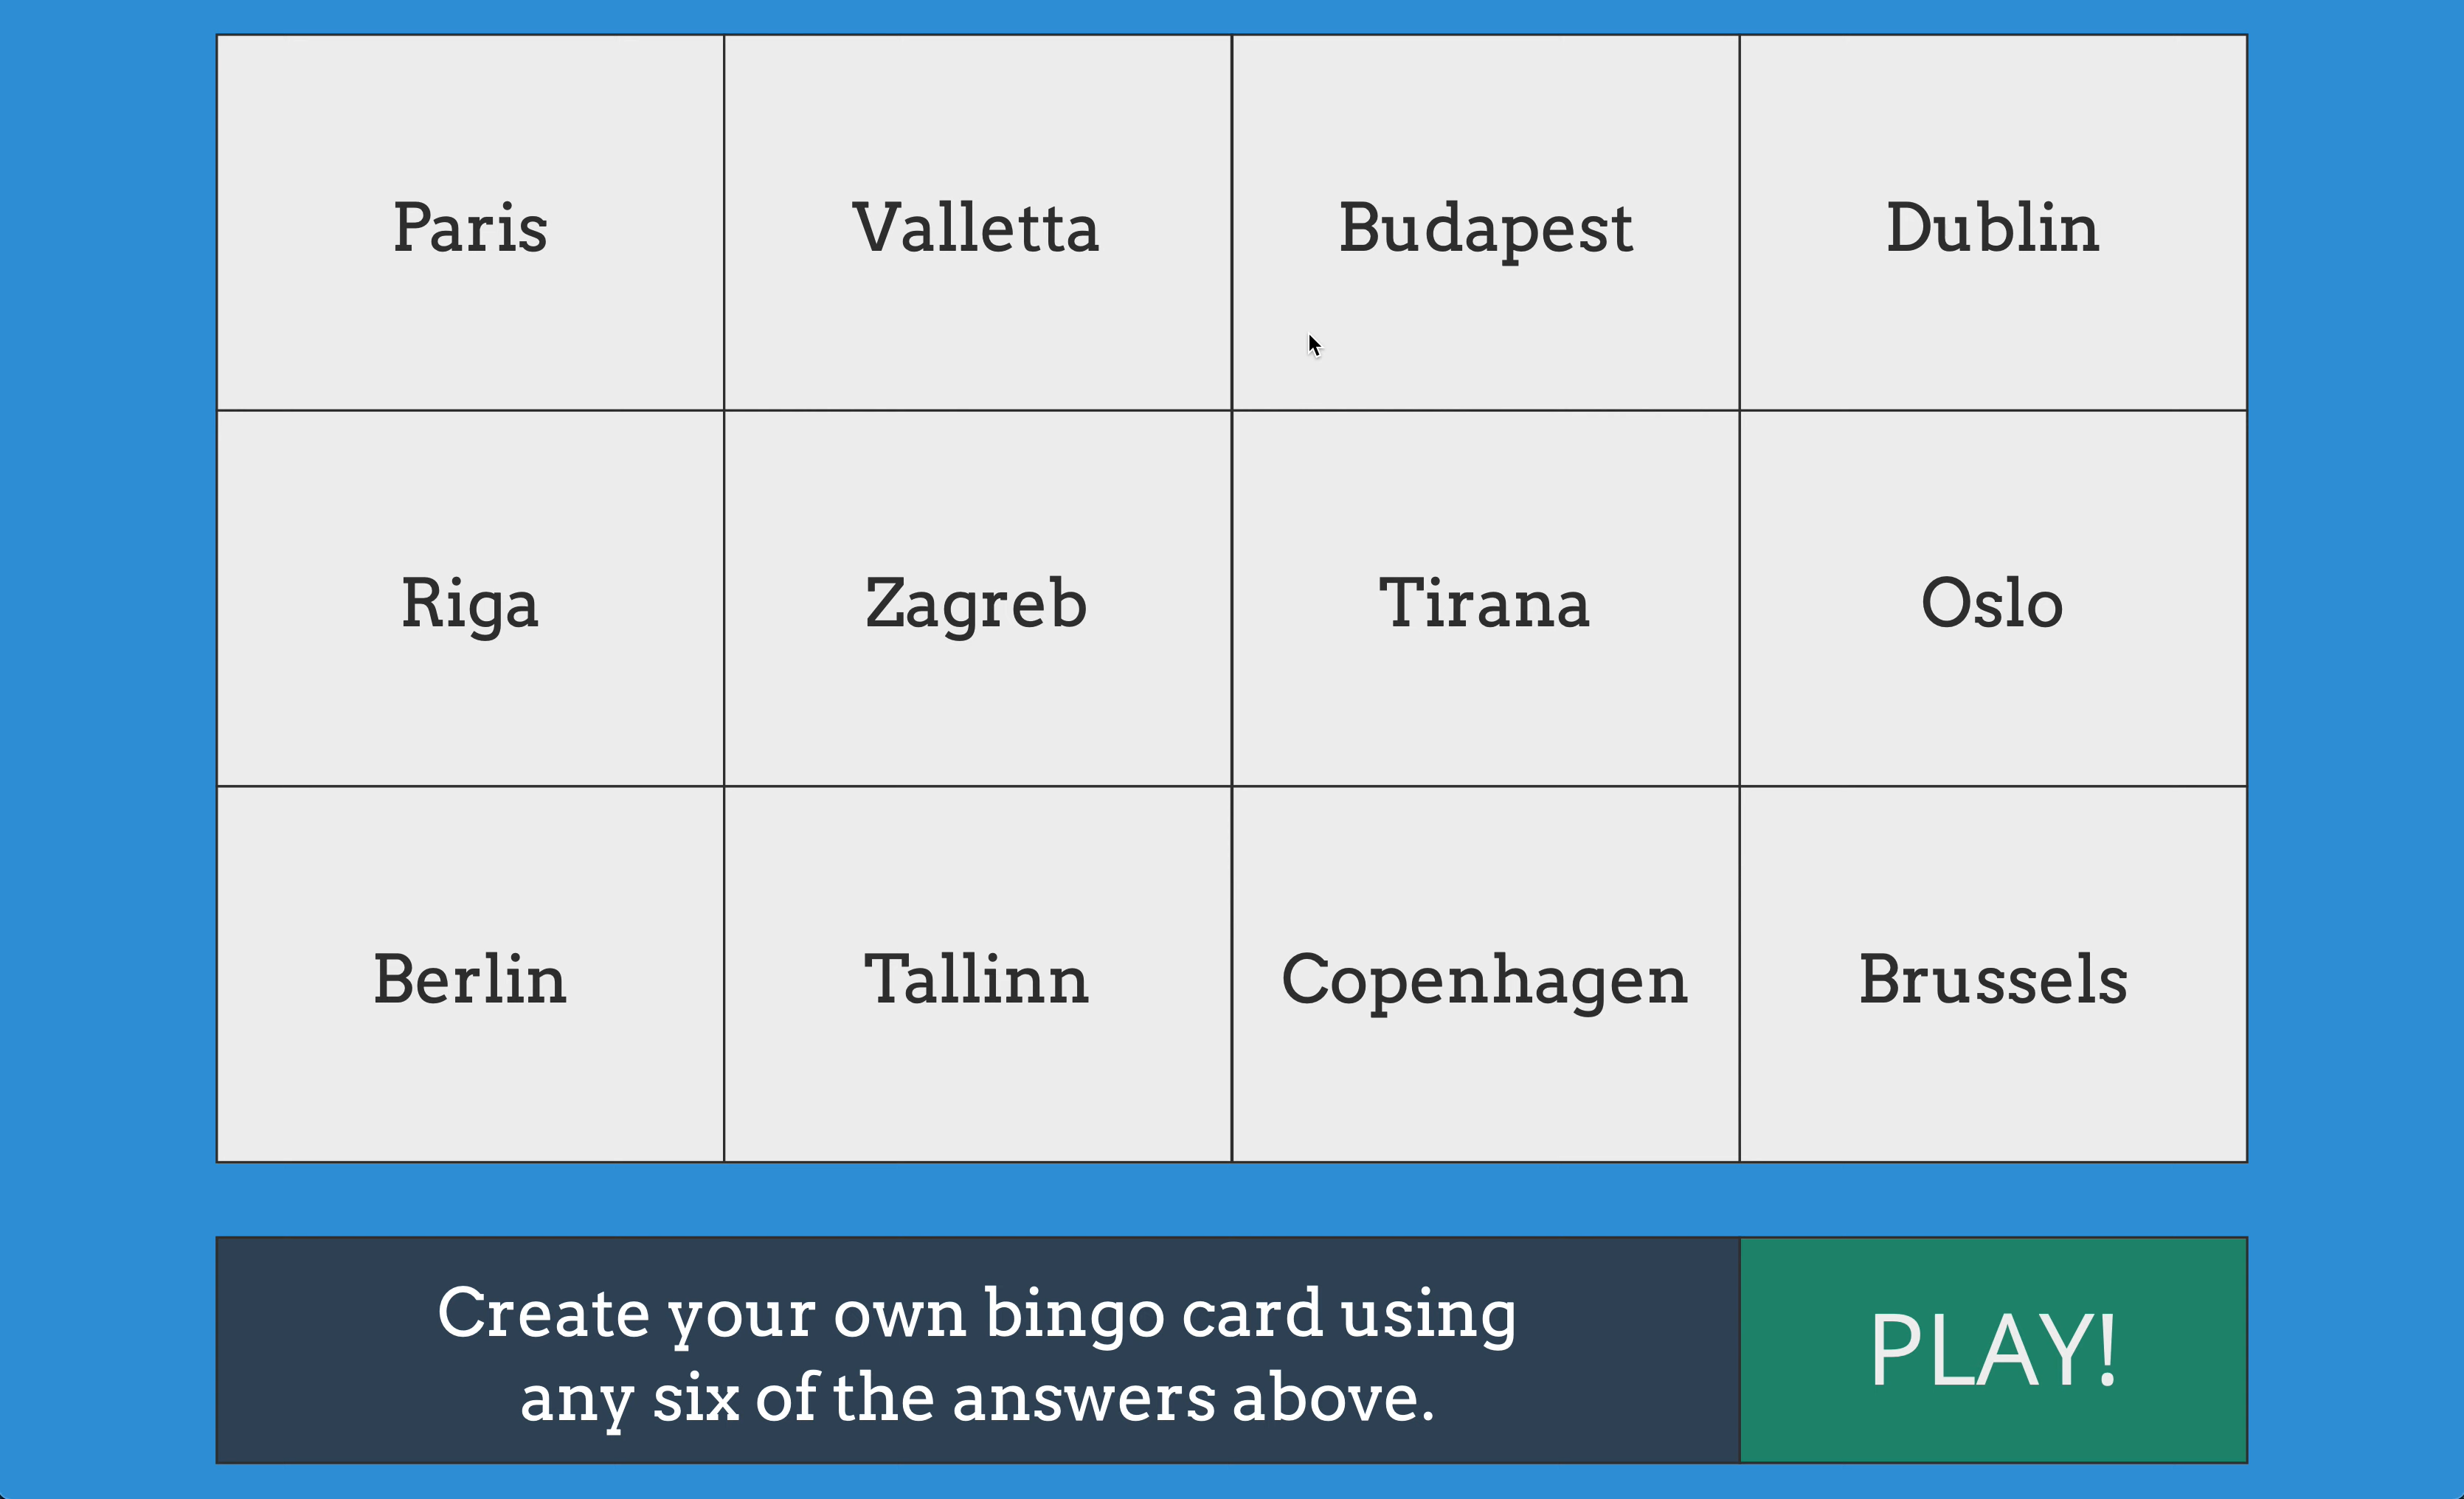 Paris
Valletta
Budapest
Dublin
Riga
Zagreb
Tirana
Oslo
Berlin
Tallinn
Copenhagen
Brussels
Create your own bingo card using
any six of the answers above.
PLAY!